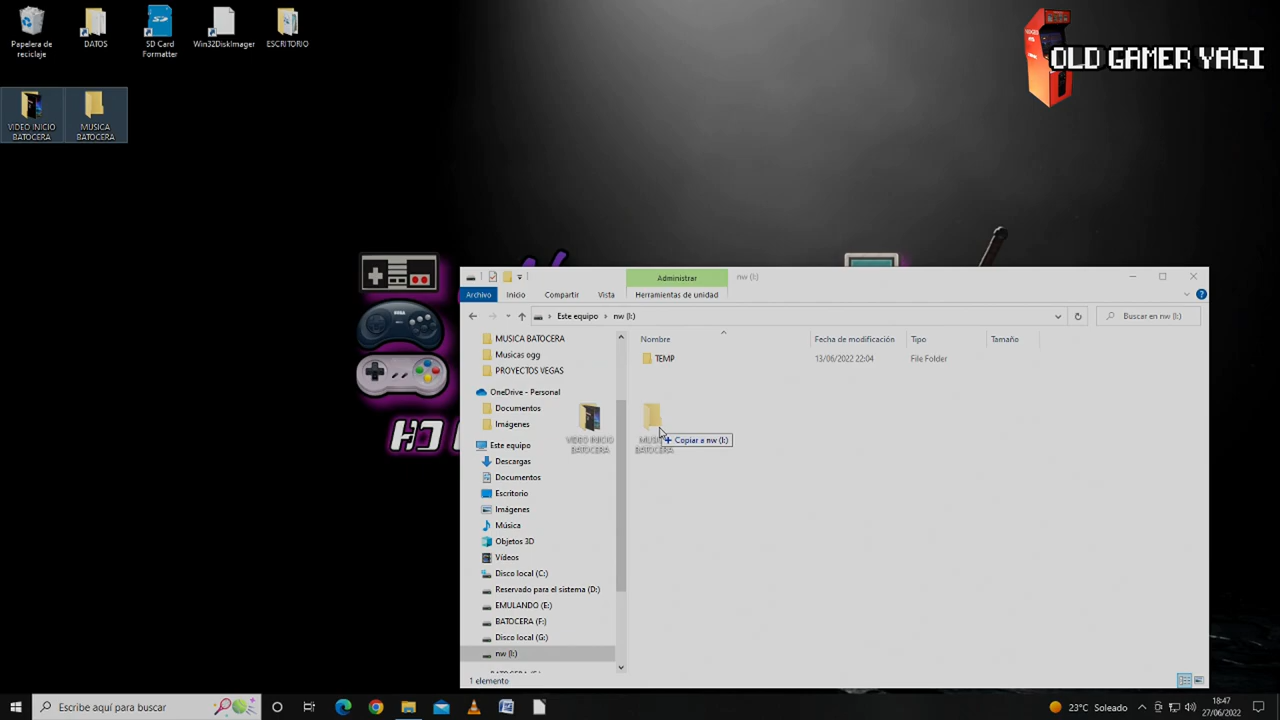 Papelera de
reciclaje
DATOS
SD Card
Formatter
Win32DiskImager
ESCRITORIO
OLD GAMER YAGI
VIDEO INICIO
BATOCERA
MUSICA
BATOCERA
HD
Administrar
nw (I:)
Archivo
Inicio
Compartir
Vista
Herramientas de unidad
Este equipo
nw (I:)
Buscar en nw (I:)
MUSICA BATOCERA
Musicas ogg
PROYECTOS VEGAS
OneDrive - Personal
Documentos
Imágenes
Este equipo
Descargas
Documentos
Escritorio
Imágenes
Música
Objetos 3D
Vídeos
Disco local (C:)
Reservado para el sistema (D:)
EMULANDO (E:)
BATOCERA (F:)
Disco local (G:)
nw (I:)
Nombre
Fecha de modificación
Tipo
Tamaño
TEMP
13/06/2022 22:04
File Folder
VIDEO INICIO
BATOCERA
BATOCERA
Copiar a nw (I:)
1 elemento
Escribe aquí para buscar
23°C Soleado
18:47
27/06/2022